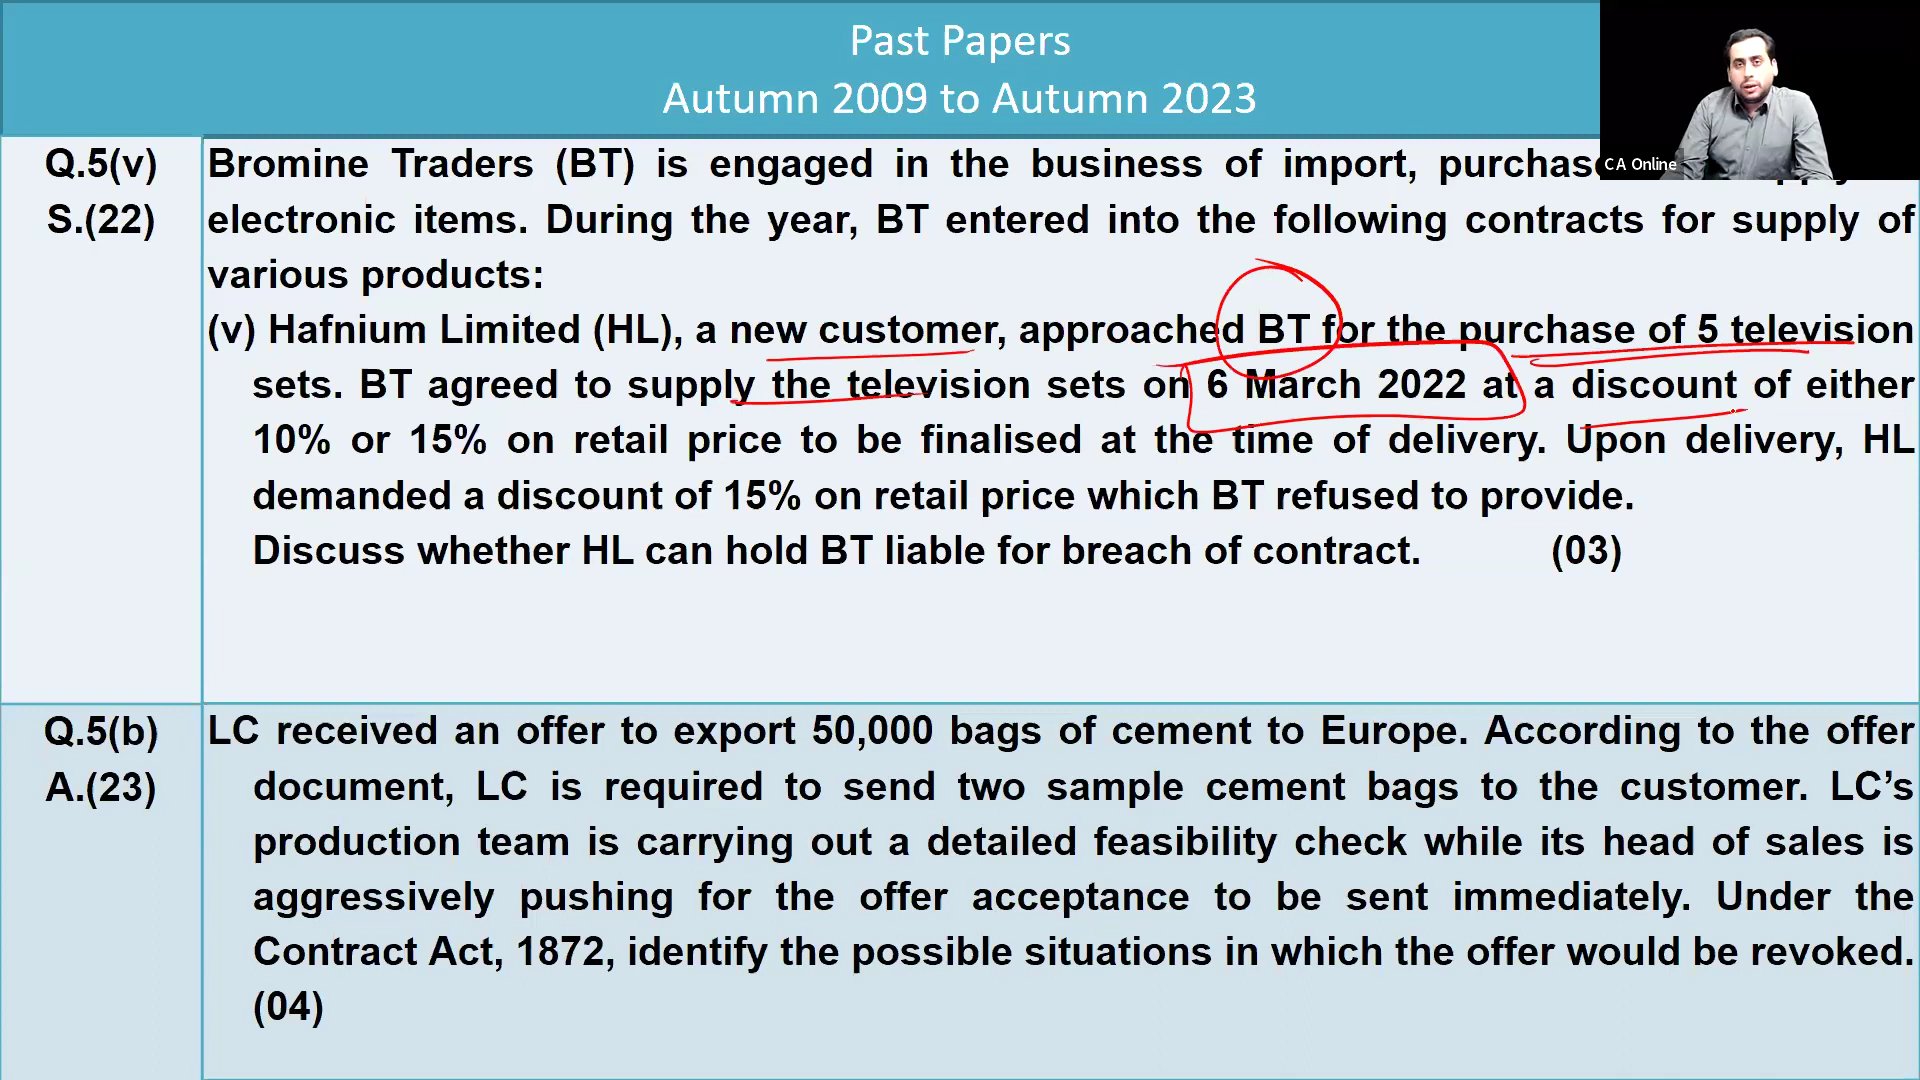 Past Papers
Autumn 2009 to Autumn 2023
C A Online
Q.5(v)
S.(22)
Bromine Traders (BT) is engaged in the business of import, purchase
electronic items. During the year, BT entered into the following contracts for supply of
various products:
(v) Hafnium Limited (HL), a new customer, approached BT for the purchase of 5 television
sets. BT agreed to supply the television sets on 6 March 2022 at a discount of either
10% or 15% on retail price to be finalised at the time of delivery. Upon delivery, HL
demanded a discount of 15% on retail price which BT refused to provide.
Discuss whether HL can hold BT liable for breach of contract. (03)
Q.5(b)
A.(23)
LC received an offer to export 50,000 bags of cement to Europe. According to the offer
document, LC is required to send two sample cement bags to the customer. LC’s
production team is carrying out a detailed feasibility check while its head of sales is
aggressively pushing for the offer acceptance to be sent immediately. Under the
Contract Act, 1872, identify the possible situations in which the offer would be revoked.
(04)